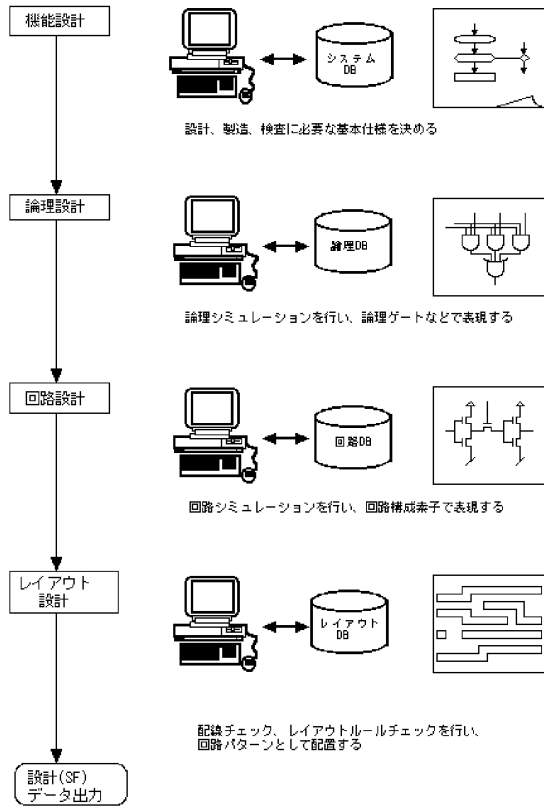 機能設計
システム
DB
設計、製造、検査に必要な基本仕様を決める
論理設計
論理DB
論理シミュレーションを行い、論理ゲートなどで表現する
回路設計
回路DB
回路シミュレーションを行い、回路構成素子で表現する
レイアウト
設計
レイアウト
DB
配線チェック、レイアウトルールチェックを行い、
回路パターンとして配置する
設計(SF)
データ出力